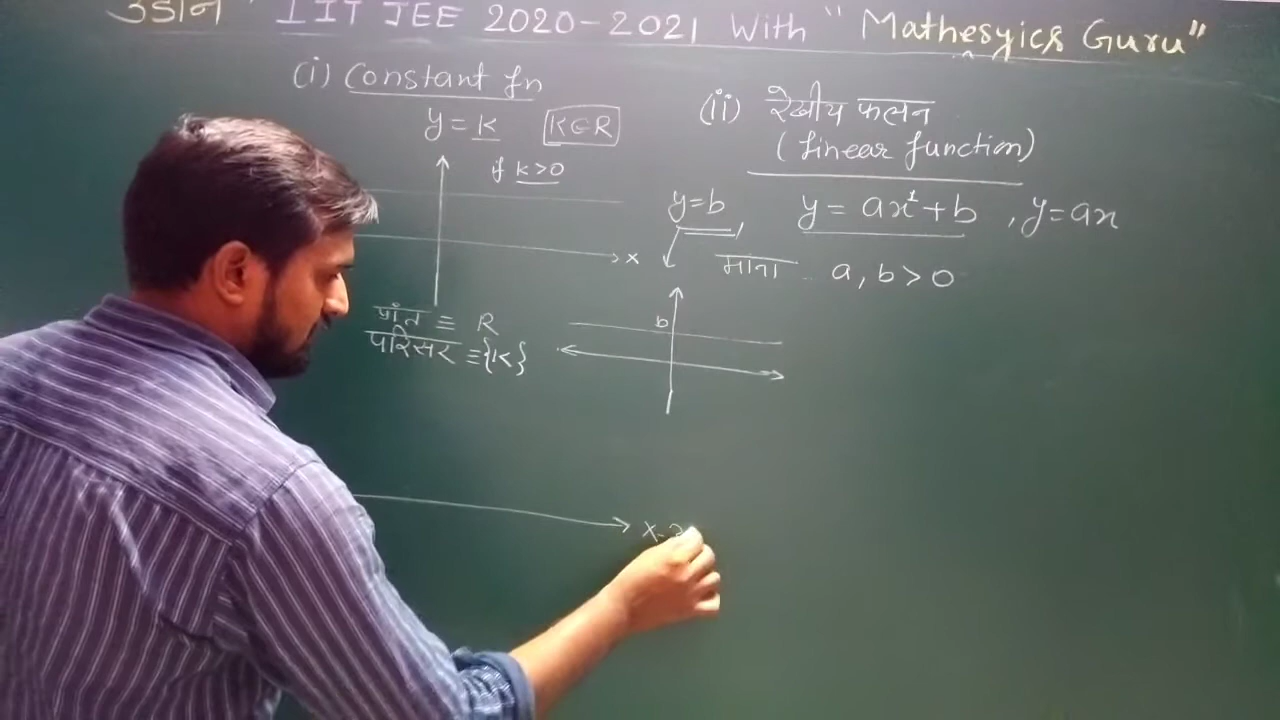 उड़ान " IIT JEE 2020-2021 With " Mathesyics Guru"
(i) Constant fn
y = k K∈R
if k>0
x
प्रांत ≡ R
परिसर ≡ {K}
(ii) रेखीय फलन
(Linear function)
y=b, y = ax¹+b , y=ax
माना a, b > 0
b
X-